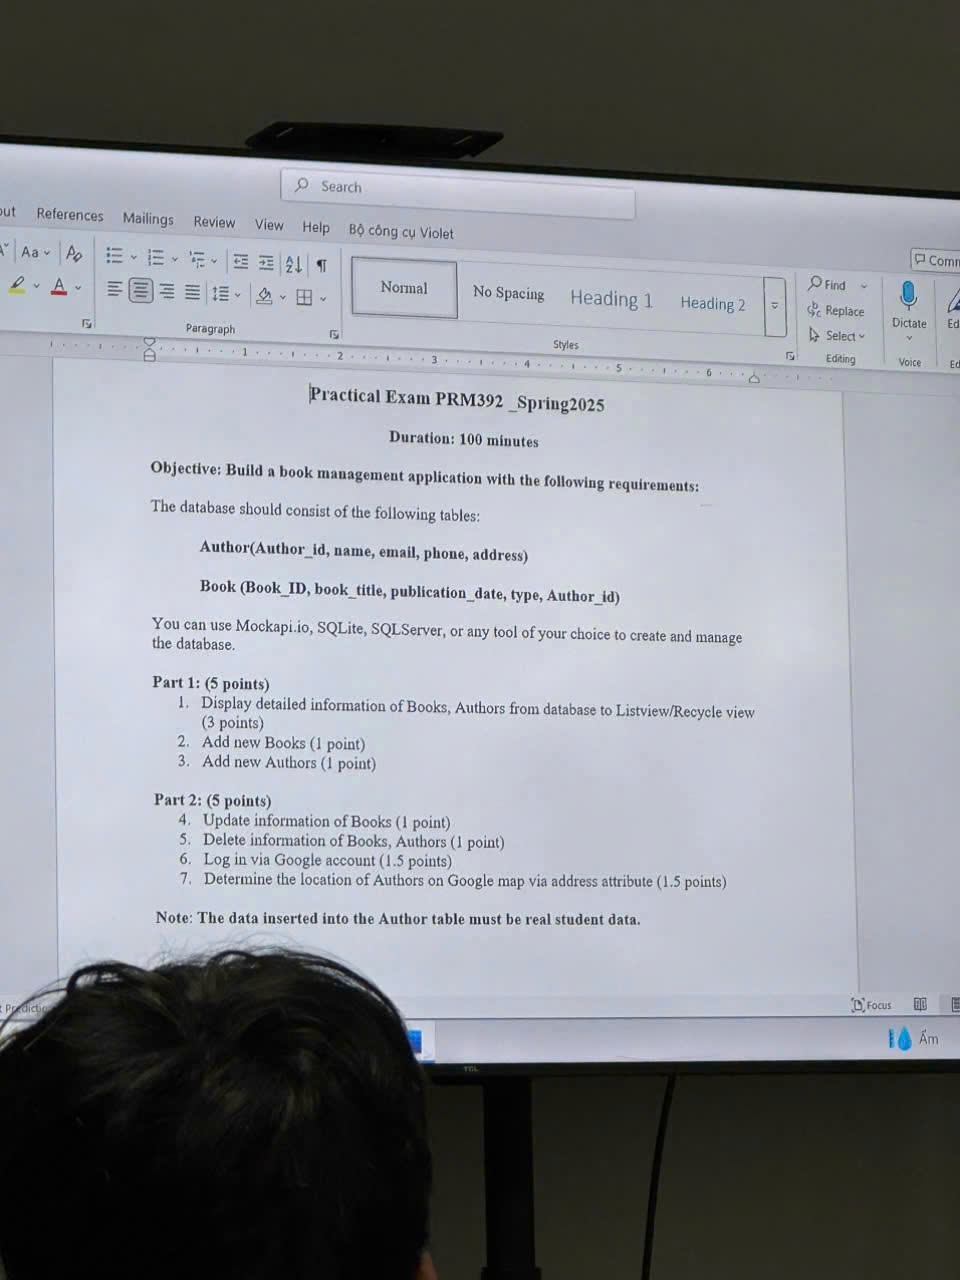 Search
References Mailings Review View Help Bộ công cụ Violet
Comm
Aa
Find
Replace
Select
Normal
No Spacing
Heading 1
Heading 2
Dictate
Paragraph
Styles
Editing
Voice
1 2 3 4 5 6
Practical Exam PRM392 _Spring2025
Duration: 100 minutes
Objective: Build a book management application with the following requirements:
The database should consist of the following tables:
Author(Author_id, name, email, phone, address)
Book (Book_ID, book_title, publication_date, type, Author_id)
You can use Mockapi.io, SQLite, SQLServer, or any tool of your choice to create and manage
the database.
Part 1: (5 points)
1. Display detailed information of Books, Authors from database to Listview/Recycle view
(3 points)
2. Add new Books (1 point)
3. Add new Authors (1 point)
Part 2: (5 points)
4. Update information of Books (1 point)
5. Delete information of Books, Authors (1 point)
6. Log in via Google account (1.5 points)
7. Determine the location of Authors on Google map via address attribute (1.5 points)
Note: The data inserted into the Author table must be real student data.
Focus
Ấm
TCL